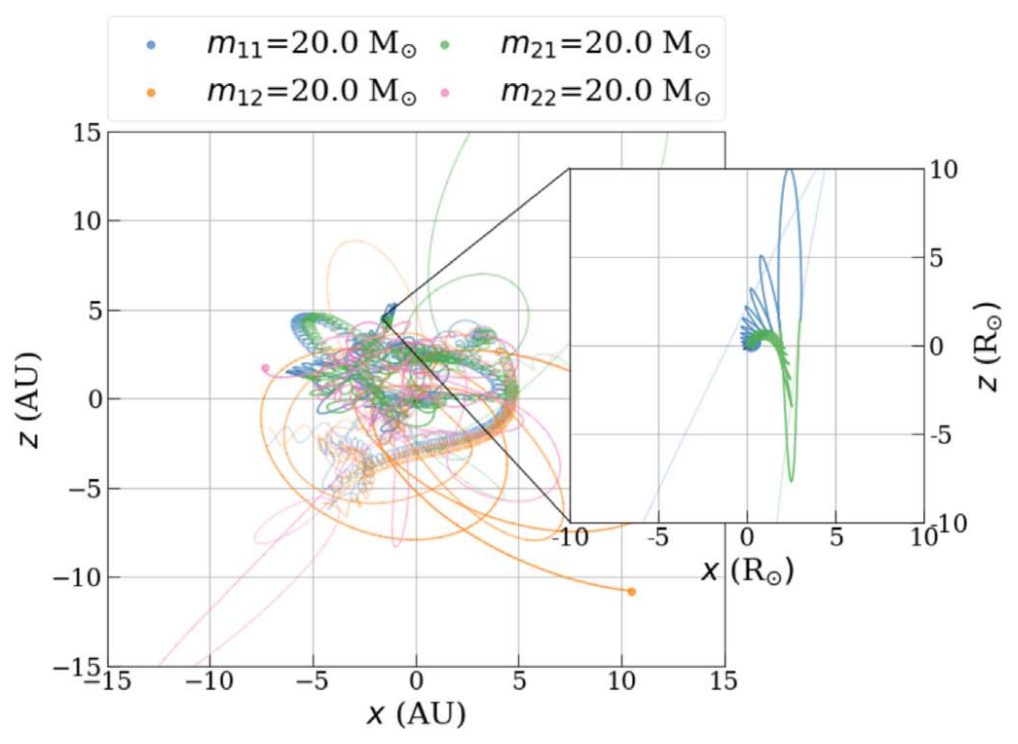 m₁₁=20.0 M☉ m₂₁=20.0 M☉
m₁₂=20.0 M☉ m₂₂=20.0 M☉
15
10
5
0
−5
−10
−15
z (AU)
−15 −10 −5 0 5 10 15
x (AU)
10
5
0
-5
-10
z (R☉)
-10 -5 0 5 10
x (R☉)